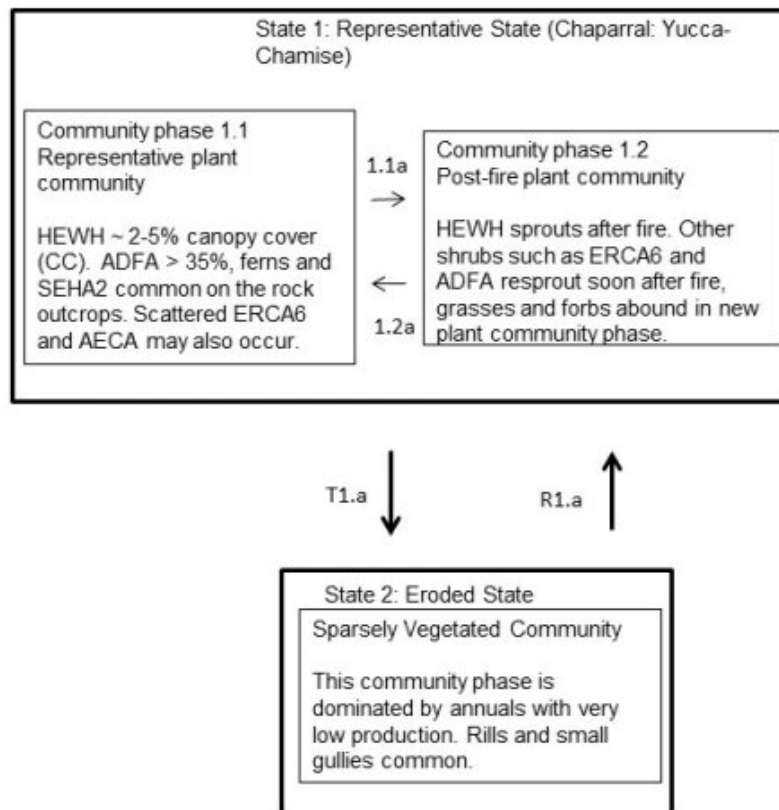 State 1: Representative State (Chaparral: Yucca-
Chamise)
Community phase 1.1
Representative plant
community
HEWH ~ 2-5% canopy cover
(CC). ADFA > 35%, ferns and
SEHA2 common on the rock
outcrops. Scattered ERCA6
and AECA may also occur.
1.1a
1.2a
Community phase 1.2
Post-fire plant community
HEWH sprouts after fire. Other
shrubs such as ERCA6 and
ADFA resprout soon after fire,
grasses and forbs abound in new
plant community phase.
T1.a
R1.a
State 2: Eroded State
Sparsely Vegetated Community
This community phase is
dominated by annuals with very
low production. Rills and small
gullies common.